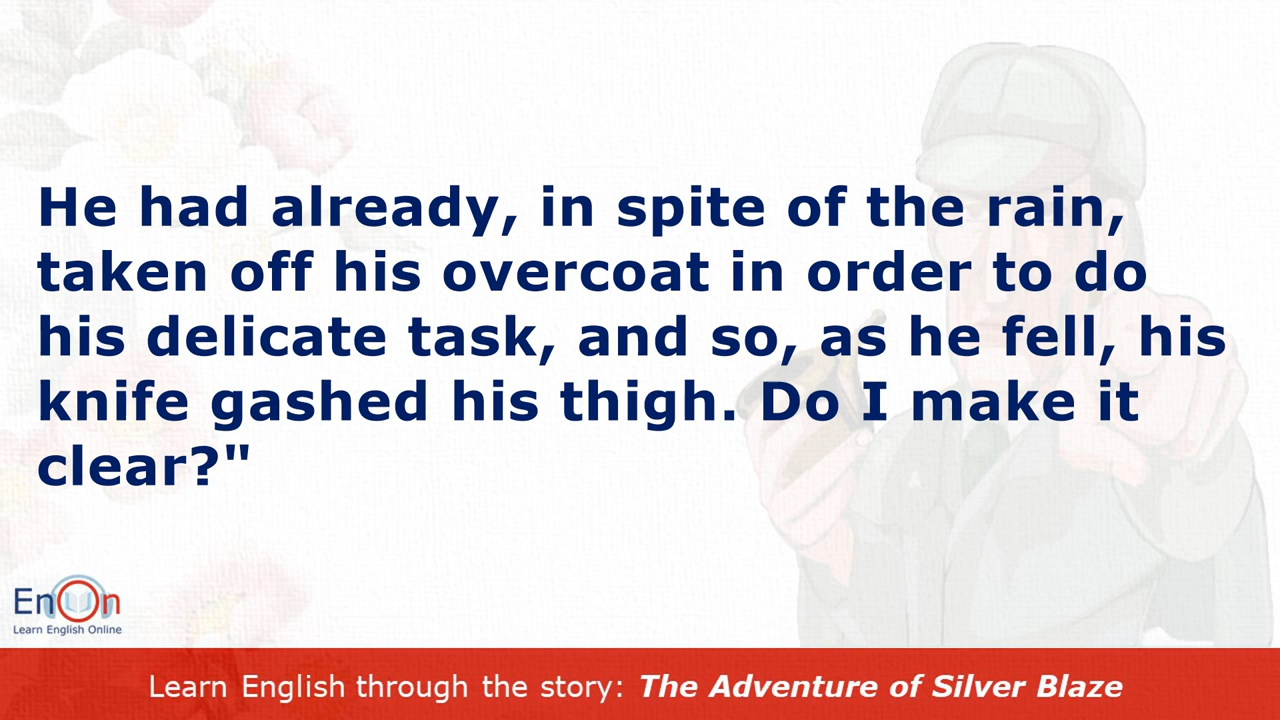 He had already, in spite of the rain,
taken off his overcoat in order to do
his delicate task, and so, as he fell, his
knife gashed his thigh. Do I make it
clear?"
EnOn
Learn English Online
Learn English through the story: The Adventure of Silver Blaze